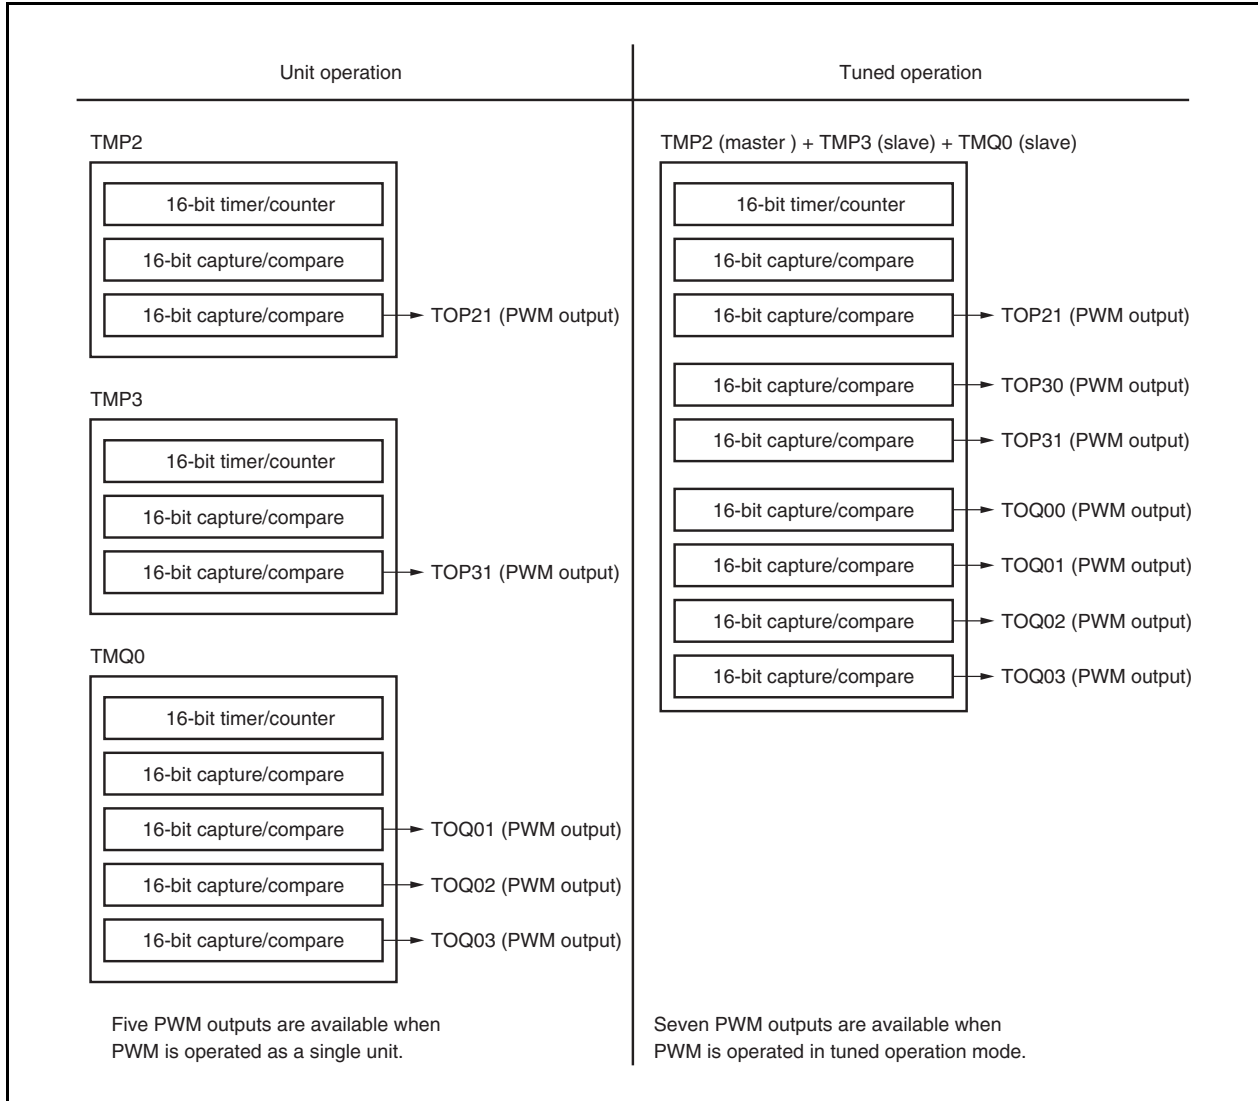 Unit operation
Tuned operation
TMP2
16-bit timer/counter
16-bit capture/compare
16-bit capture/compare
TOP21 (PWM output)
TMP3
16-bit timer/counter
16-bit capture/compare
16-bit capture/compare
TOP31 (PWM output)
TMQ0
16-bit timer/counter
16-bit capture/compare
16-bit capture/compare
TOQ01 (PWM output)
16-bit capture/compare
TOQ02 (PWM output)
16-bit capture/compare
TOQ03 (PWM output)
Five PWM outputs are available when
PWM is operated as a single unit.
TMP2 (master ) + TMP3 (slave) + TMQ0 (slave)
16-bit timer/counter
16-bit capture/compare
16-bit capture/compare
TOP21 (PWM output)
16-bit capture/compare
TOP30 (PWM output)
16-bit capture/compare
TOP31 (PWM output)
16-bit capture/compare
TOQ00 (PWM output)
16-bit capture/compare
TOQ01 (PWM output)
16-bit capture/compare
TOQ02 (PWM output)
16-bit capture/compare
TOQ03 (PWM output)
Seven PWM outputs are available when
PWM is operated in tuned operation mode.